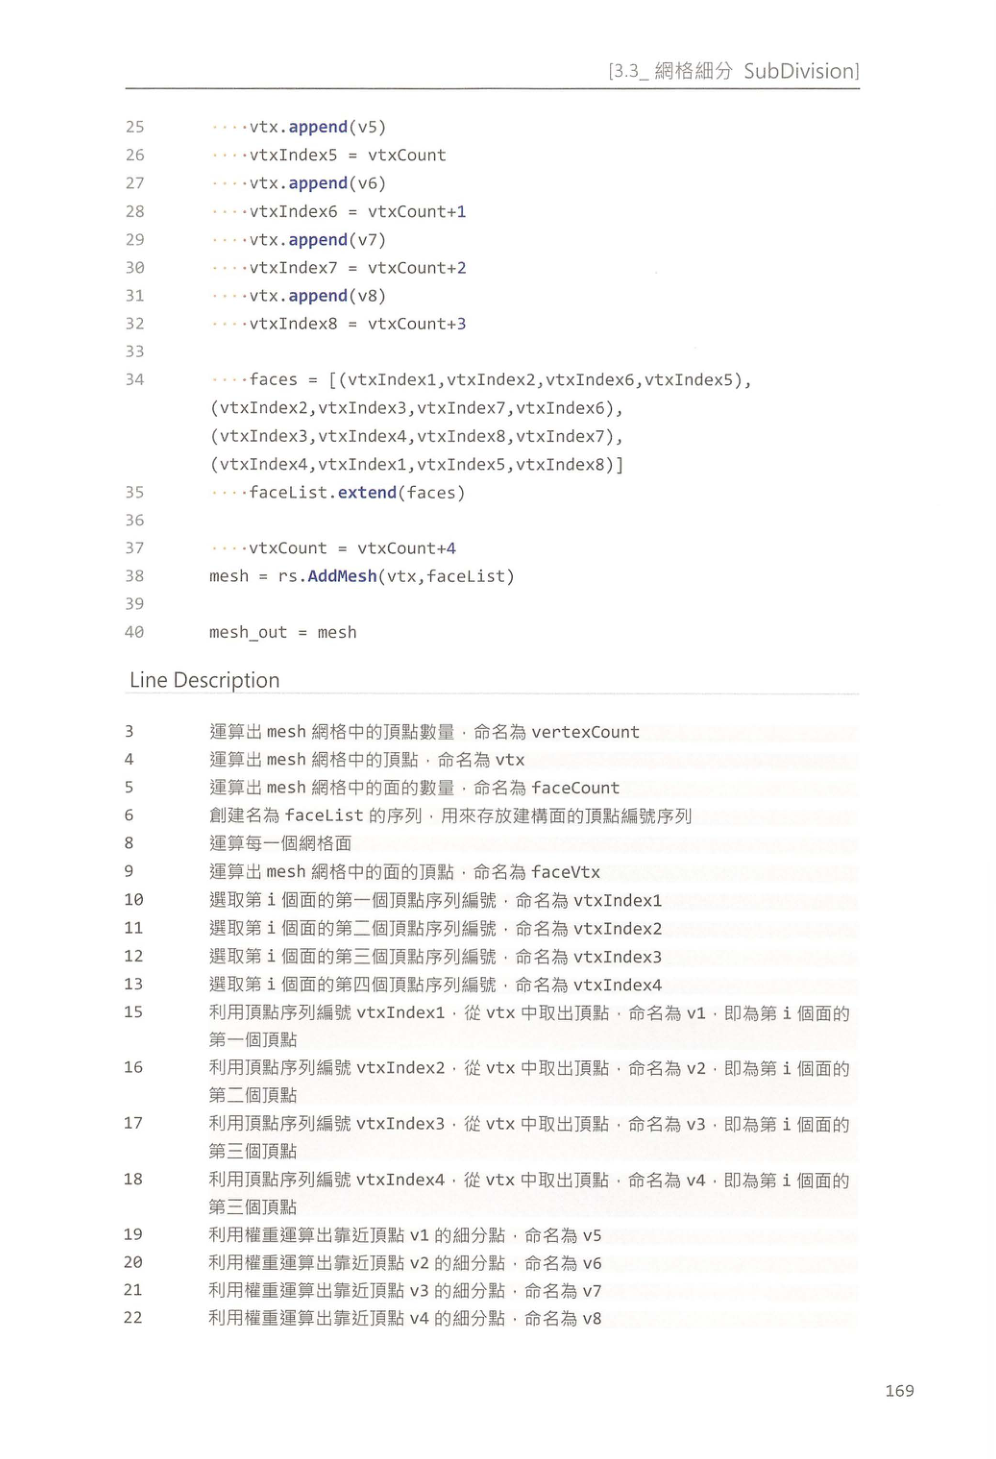 [3.3_ 網格細分 SubDivision]
25 ····vtx.append(v5)
26 ····vtxIndex5 = vtxCount
27 ····vtx.append(v6)
28 ····vtxIndex6 = vtxCount+1
29 ····vtx.append(v7)
30 ····vtxIndex7 = vtxCount+2
31 ····vtx.append(v8)
32 ····vtxIndex8 = vtxCount+3
33
34 ····faces = [(vtxIndex1,vtxIndex2,vtxIndex6,vtxIndex5),
(vtxIndex2,vtxIndex3,vtxIndex7,vtxIndex6),
(vtxIndex3,vtxIndex4,vtxIndex8,vtxIndex7),
(vtxIndex4,vtxIndex1,vtxIndex5,vtxIndex8)]
35 ····faceList.extend(faces)
36
37 ····vtxCount = vtxCount+4
38 mesh = rs.AddMesh(vtx,faceList)
39
40 mesh_out = mesh
Line Description
3 運算出 mesh 網格中的頂點數量，命名為 vertexCount
4 運算出 mesh 網格中的頂點，命名為 vtx
5 運算出 mesh 網格中的面的數量，命名為 faceCount
6 創建名為 faceList 的序列，用來存放建構面的頂點編號序列
8 運算每一個網格面
9 運算出 mesh 網格中的面的頂點，命名為 faceVtx
10 選取第 i 個面的第一個頂點序列編號，命名為 vtxIndex1
11 選取第 i 個面的第二個頂點序列編號，命名為 vtxIndex2
12 選取第 i 個面的第三個頂點序列編號，命名為 vtxIndex3
13 選取第 i 個面的第四個頂點序列編號，命名為 vtxIndex4
15 利用頂點序列編號 vtxIndex1，從 vtx 中取出頂點，命名為 v1，即為第 i 個面的
第一個頂點
16 利用頂點序列編號 vtxIndex2，從 vtx 中取出頂點，命名為 v2，即為第 i 個面的
第二個頂點
17 利用頂點序列編號 vtxIndex3，從 vtx 中取出頂點，命名為 v3，即為第 i 個面的
第三個頂點
18 利用頂點序列編號 vtxIndex4，從 vtx 中取出頂點，命名為 v4，即為第 i 個面的
第三個頂點
19 利用權重運算出靠近頂點 v1 的細分點，命名為 v5
20 利用權重運算出靠近頂點 v2 的細分點，命名為 v6
21 利用權重運算出靠近頂點 v3 的細分點，命名為 v7
22 利用權重運算出靠近頂點 v4 的細分點，命名為 v8
169